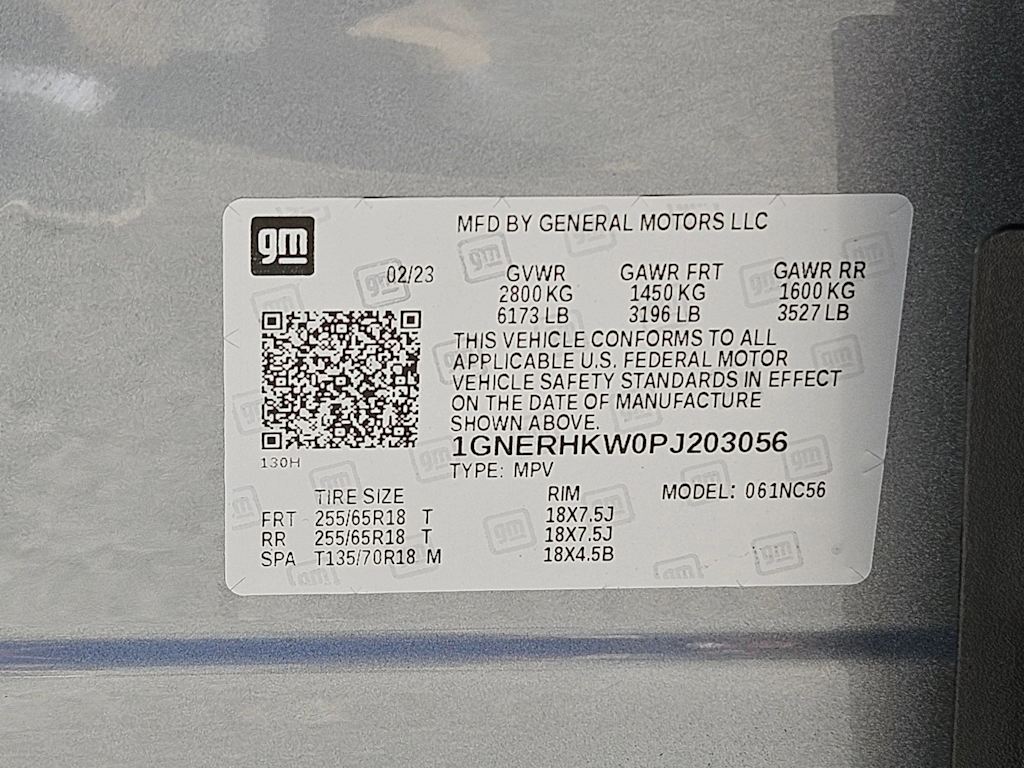 gm
MFD BY GENERAL MOTORS LLC
02/23 GVWR GAWR FRT GAWR RR
2800 KG 1450 KG 1600 KG
6173 LB 3196 LB 3527 LB
THIS VEHICLE CONFORMS TO ALL
APPLICABLE U.S. FEDERAL MOTOR
VEHICLE SAFETY STANDARDS IN EFFECT
ON THE DATE OF MANUFACTURE
SHOWN ABOVE.
1GNERHKW0PJ203056
130H
TYPE: MPV
TIRE SIZE RIM MODEL: 061NC56
FRT 255/65R18 T 18X7.5J
RR 255/65R18 T 18X7.5J
SPA T135/70R18 M 18X4.5B